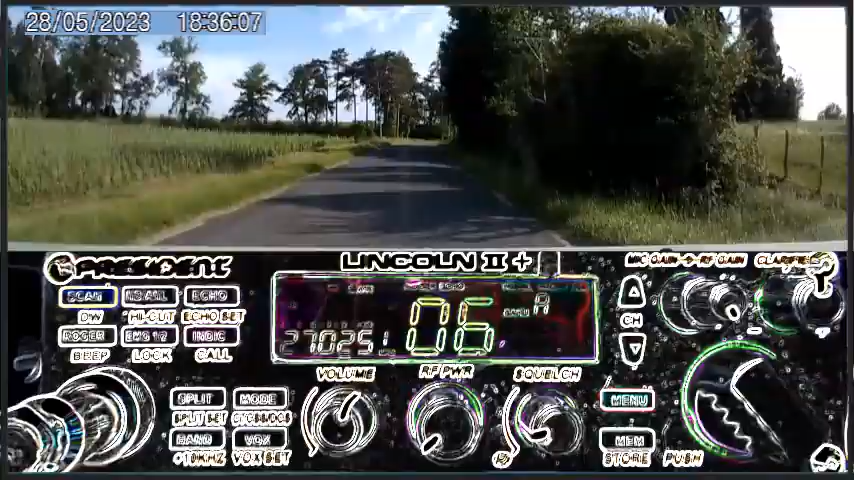 28/05/2023 18:36:07
PRESIDENT LINCOLN II + MIC GAIN RF GAIN CLARIFIER
SCAN NB/ANL ECHO
DW HI-CUT ECHO SET
ROGER EMG 1/2 INDIC
BEEP LOCK CALL
27.0251
06
A
CH
VOLUME RF PWR SQUELCH
SPLIT MODE MENU
SPLIT SET
BAND VOX MEM
+10KHZ VOX SET STORE PUSH